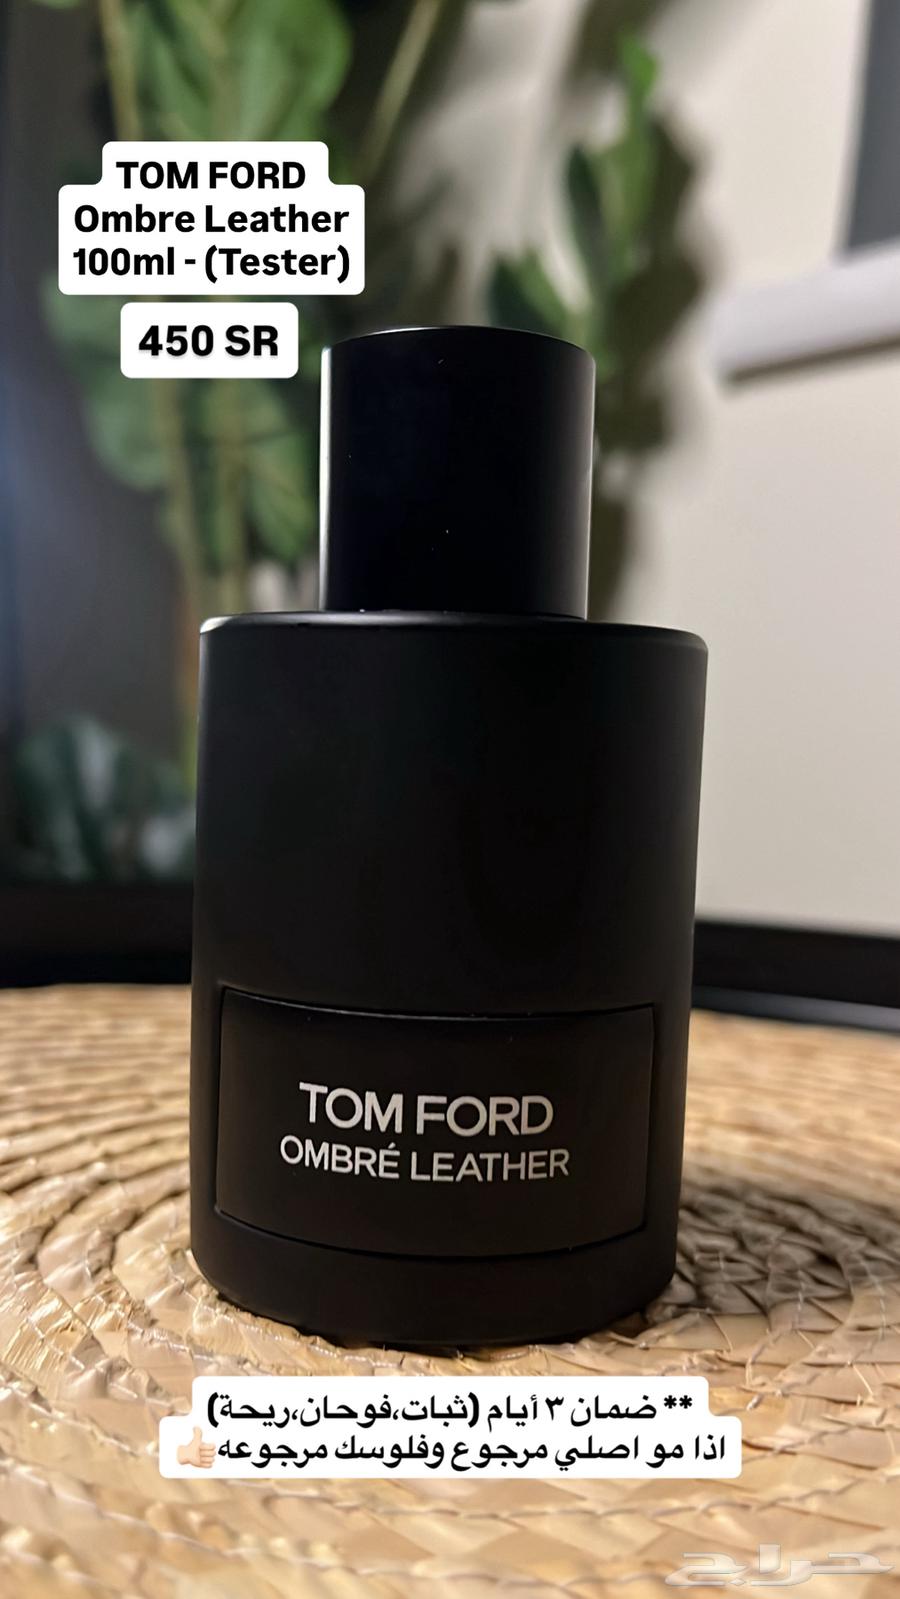 TOM FORD
Ombre Leather
100ml - (Tester)
450 SR
TOM FORD
OMBRÉ LEATHER
** ضمان ٣ أيام (ثبات،فوحان،ريحة)
اذا مو اصلي مرجوع وفلوسك مرجوعه👍🏻
حراج